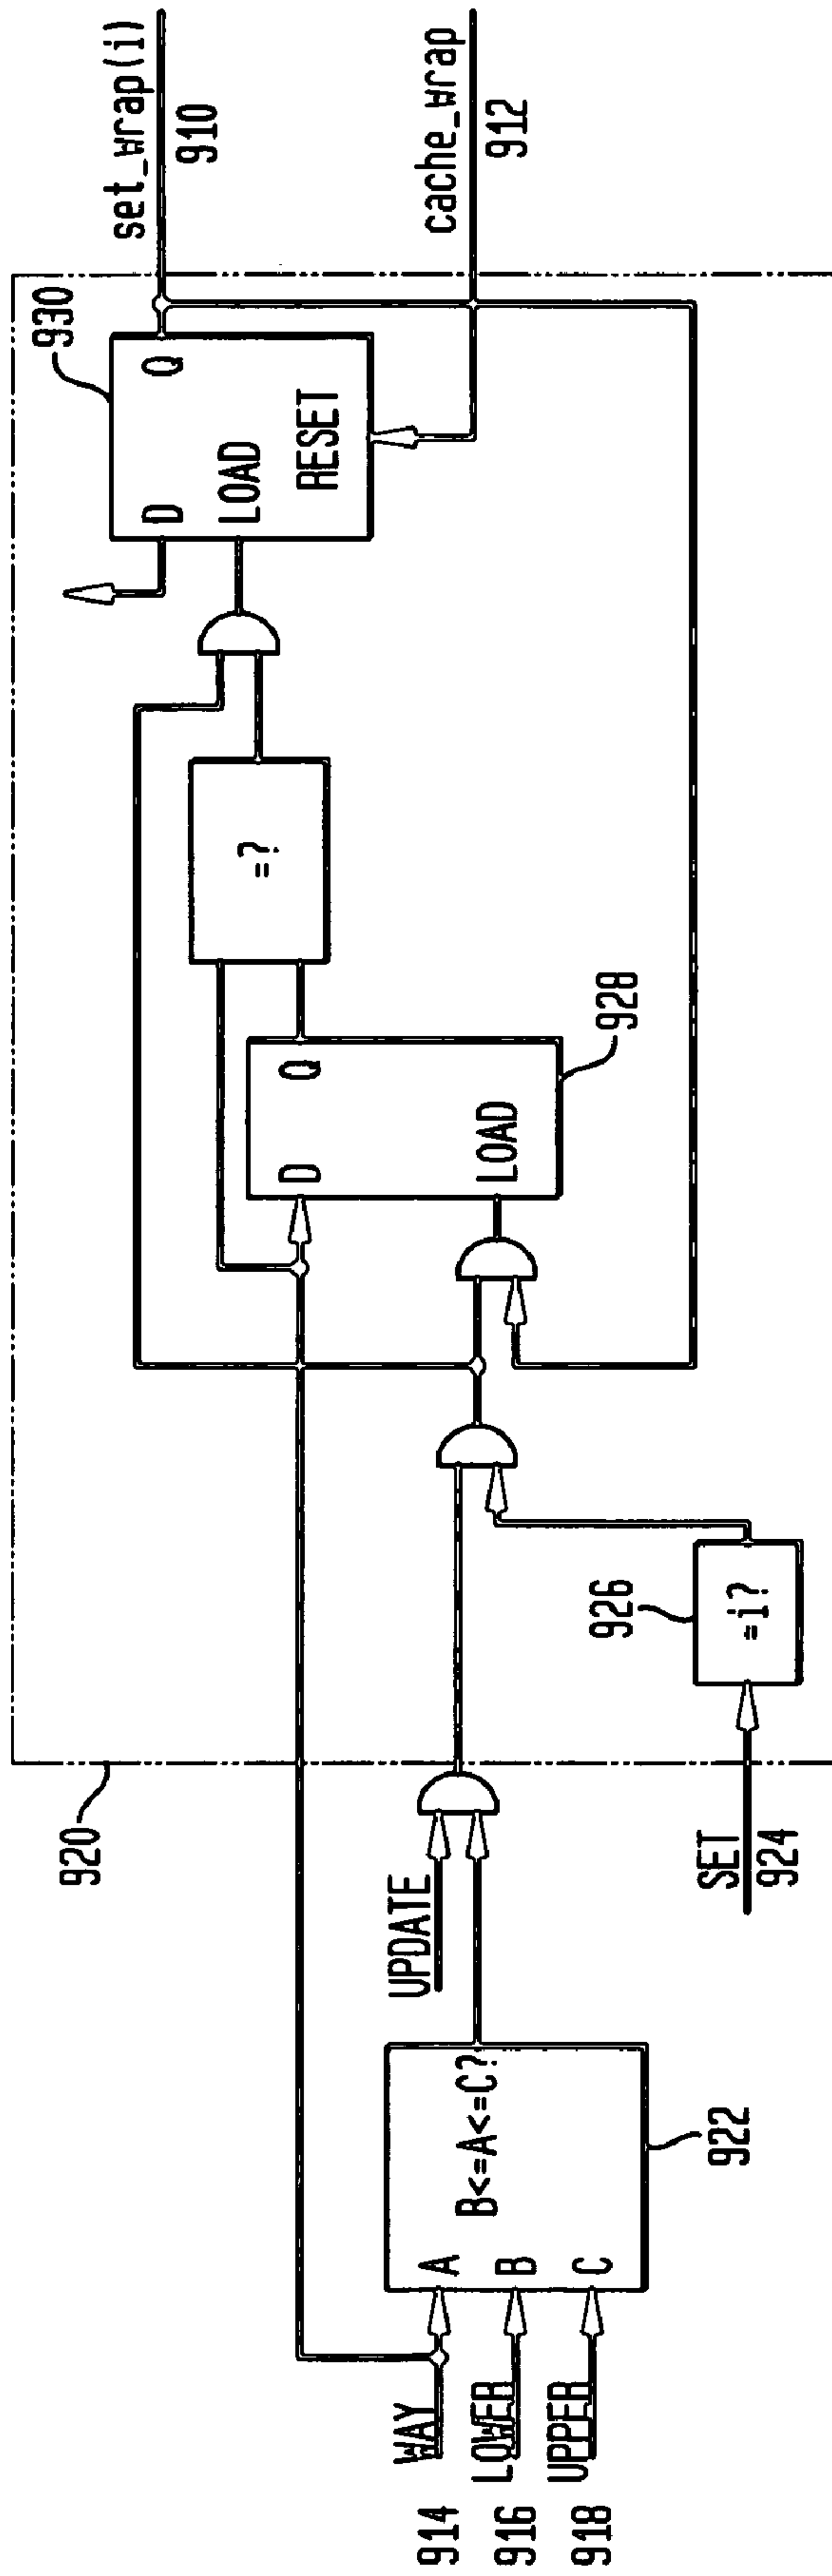 set_wrap(i)
910
cache_wrap
912
930
D
Q
LOAD
RESET
=?
928
D
Q
LOAD
926
=i?
920
SET
924
UPDATE
B<=A<=C?
922
A
B
C
WAY
914
LOWER
916
UPPER
918